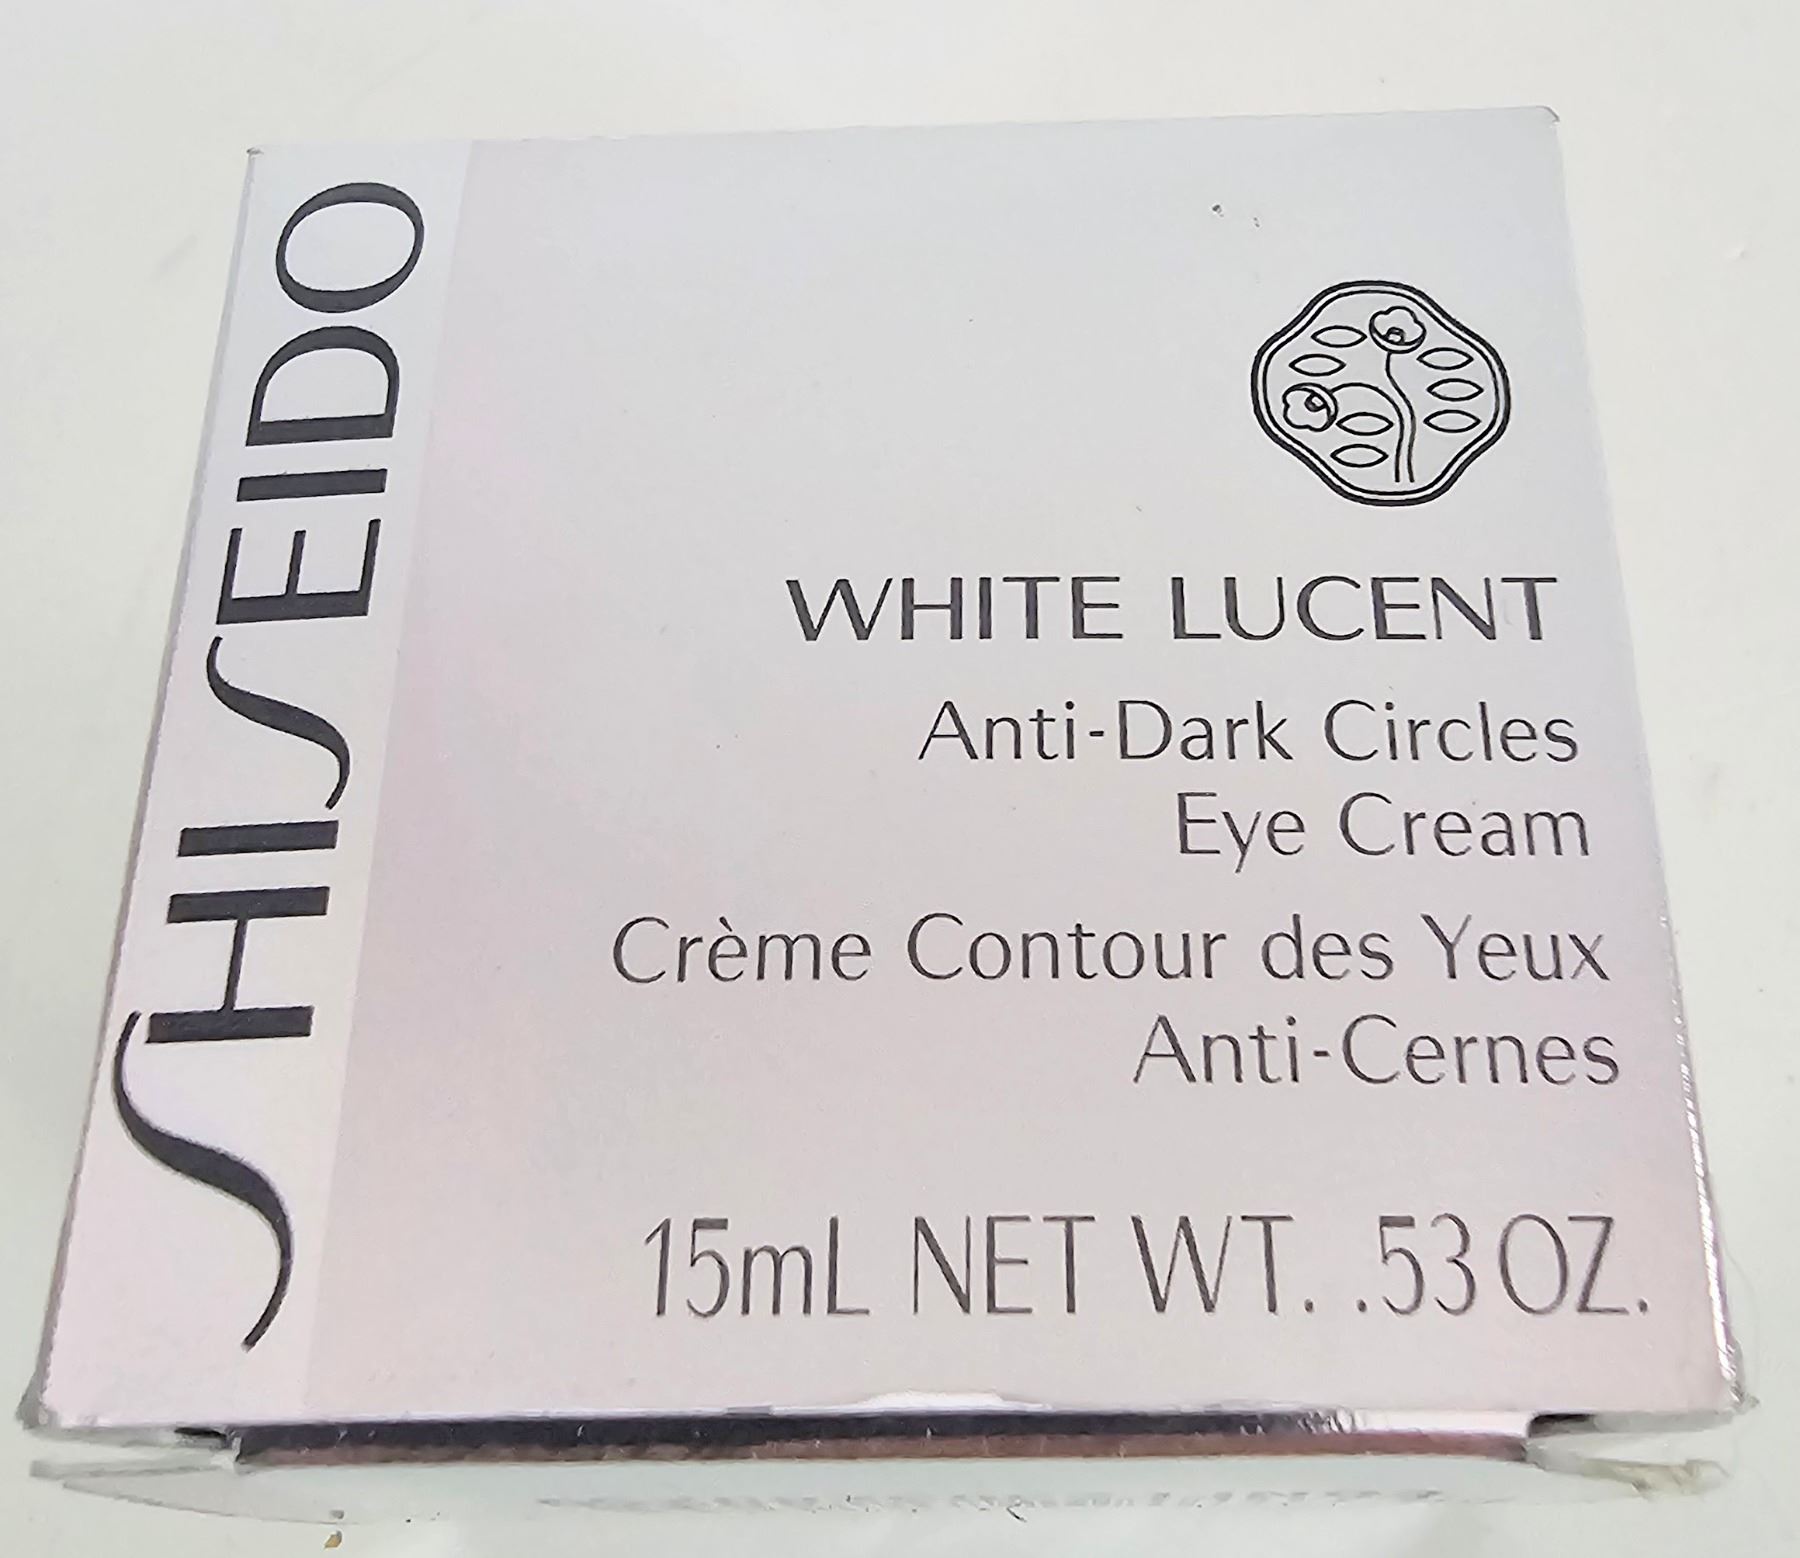 SHISEIDO
WHITE LUCENT
Anti-Dark Circles
Eye Cream
Crème Contour des Yeux
Anti-Cernes
15mL NET WT. .53 OZ.